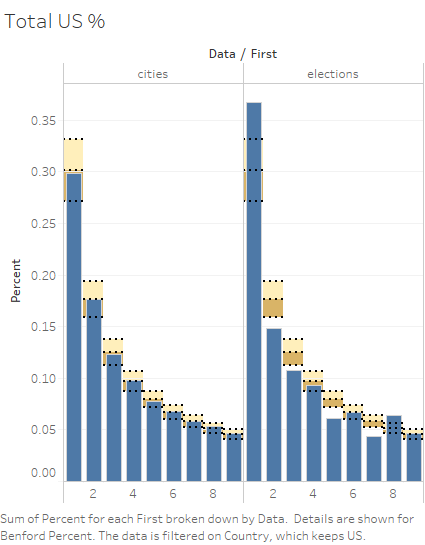 Total US %
Data / First
cities
elections
0.35
0.30
0.25
0.20
0.15
0.10
0.05
0.00
Percent
2 4 6 8 2 4 6 8
Sum of Percent for each First broken down by Data. Details are shown for
Benford Percent. The data is filtered on Country, which keeps US.